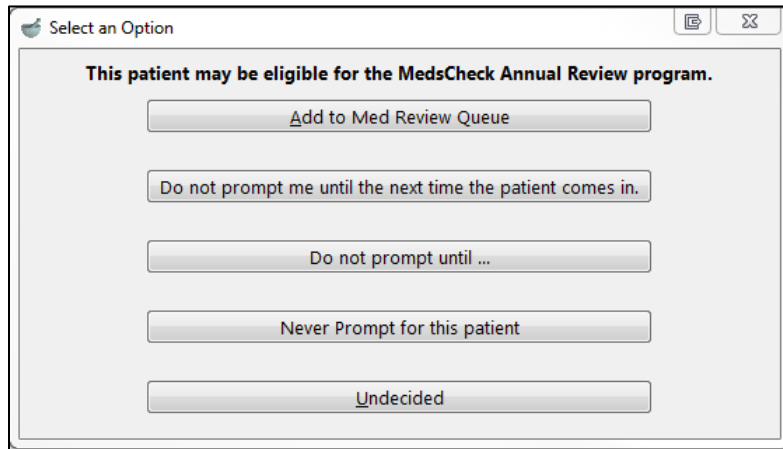 Select an Option
This patient may be eligible for the MedsCheck Annual Review program.
Add to Med Review Queue
Do not prompt me until the next time the patient comes in.
Do not prompt until ...
Never Prompt for this patient
Undecided